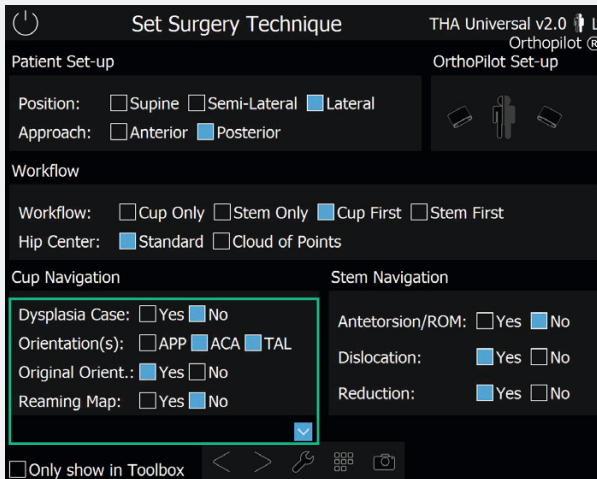 Set Surgery Technique
THA Universal v2.0 L
Orthopilot ®
Patient Set-up
OrthoPilot Set-up
Position: Supine Semi-Lateral Lateral
Approach: Anterior Posterior
Workflow
Workflow: Cup Only Stem Only Cup First Stem First
Hip Center: Standard Cloud of Points
Cup Navigation
Dysplasia Case: Yes No
Orientation(s): APP ACA TAL
Original Orient.: Yes No
Reaming Map: Yes No
Stem Navigation
Antetorsion/ROM: Yes No
Dislocation: Yes No
Reduction: Yes No
Only show in Toolbox